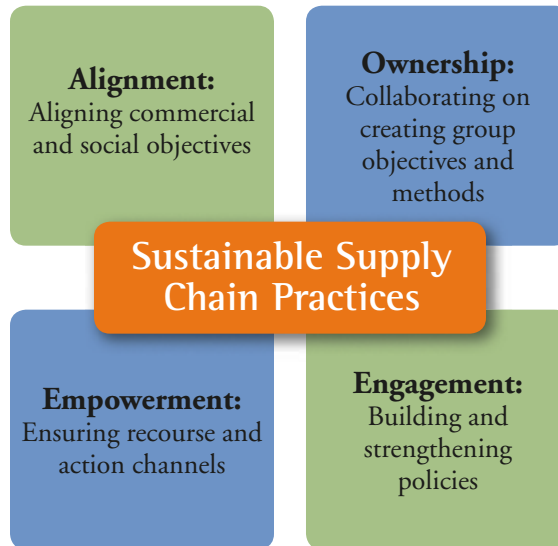 Alignment:
Aligning commercial
and social objectives
Ownership:
Collaborating on
creating group
objectives and
methods
Sustainable Supply
Chain Practices
Empowerment:
Ensuring recourse and
action channels
Engagement:
Building and
strengthening
policies